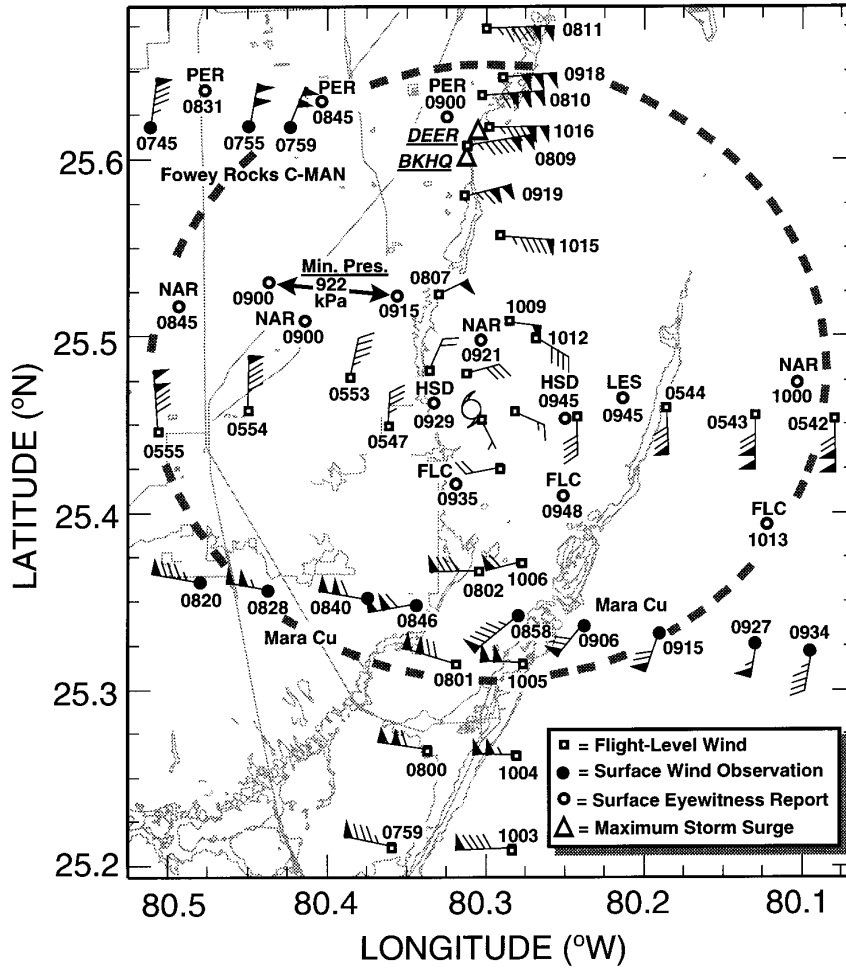 0811
PER
0831
PER
0845
PER
0900
0918
0810
0745
0755
0759
DEER
1016
BKHQ
0809
25.6
Fowey Rocks C-MAN
0919
1015
Min. Pres.
922
kPa
0900
0915
0807
NAR
0845
NAR
0900
1009
NAR
0921
1012
25.5
0553
HSD
0929
HSD
0945
LES
0945
0544
NAR
1000
0555
0554
0547
0543
0542
FLC
0935
FLC
0948
FLC
1013
25.4
0820
0828
0840
0846
0802
1006
Mara Cu
0858
0906
Mara Cu
0915
0927
0934
0801
1005
25.3
0800
1004
0759
1003
25.2
= Flight-Level Wind
= Surface Wind Observation
= Surface Eyewitness Report
= Maximum Storm Surge
80.5
80.4
80.3
80.2
80.1
LATITUDE (ºN)
LONGITUDE (ºW)